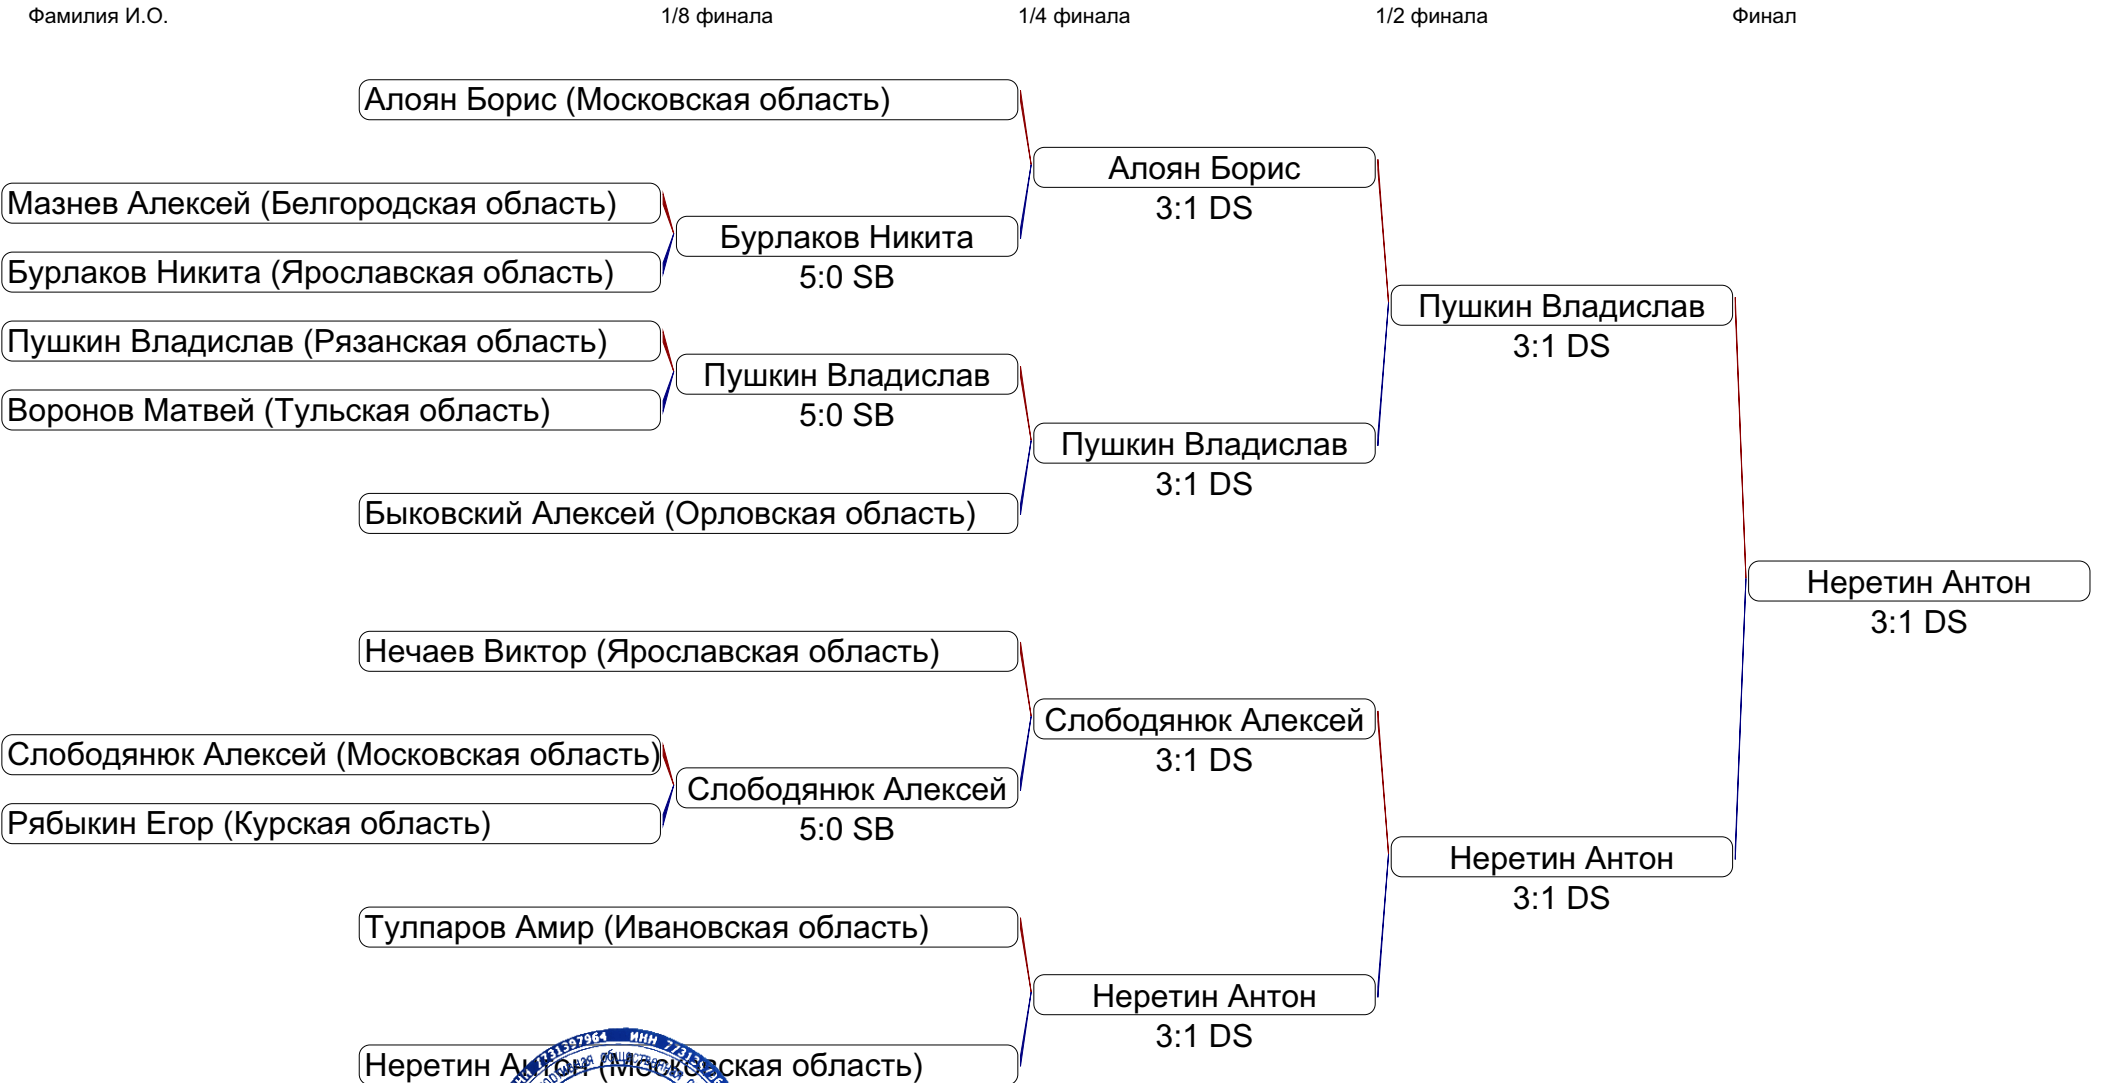 Фамилия И.О. 1/8 финала 1/4 финала 1/2 финала Финал
Алоян Борис (Московская область)
Алоян Борис
3:1 DS
Мазнев Алексей (Белгородская область)
Бурлаков Никита
5:0 SB
Бурлаков Никита (Ярославская область)
Пушкин Владислав
3:1 DS
Пушкин Владислав (Рязанская область)
Пушкин Владислав
5:0 SB
Воронов Матвей (Тульская область)
Пушкин Владислав
3:1 DS
Быковский Алексей (Орловская область)
Неретин Антон
3:1 DS
Нечаев Виктор (Ярославская область)
Слободянюк Алексей
3:1 DS
Слободянюк Алексей (Московская область)
Слободянюк Алексей
5:0 SB
Рябыкин Егор (Курская область)
Неретин Антон
3:1 DS
Тулпаров Амир (Ивановская область)
Неретин Антон
3:1 DS
Неретин Антон (Московская область)